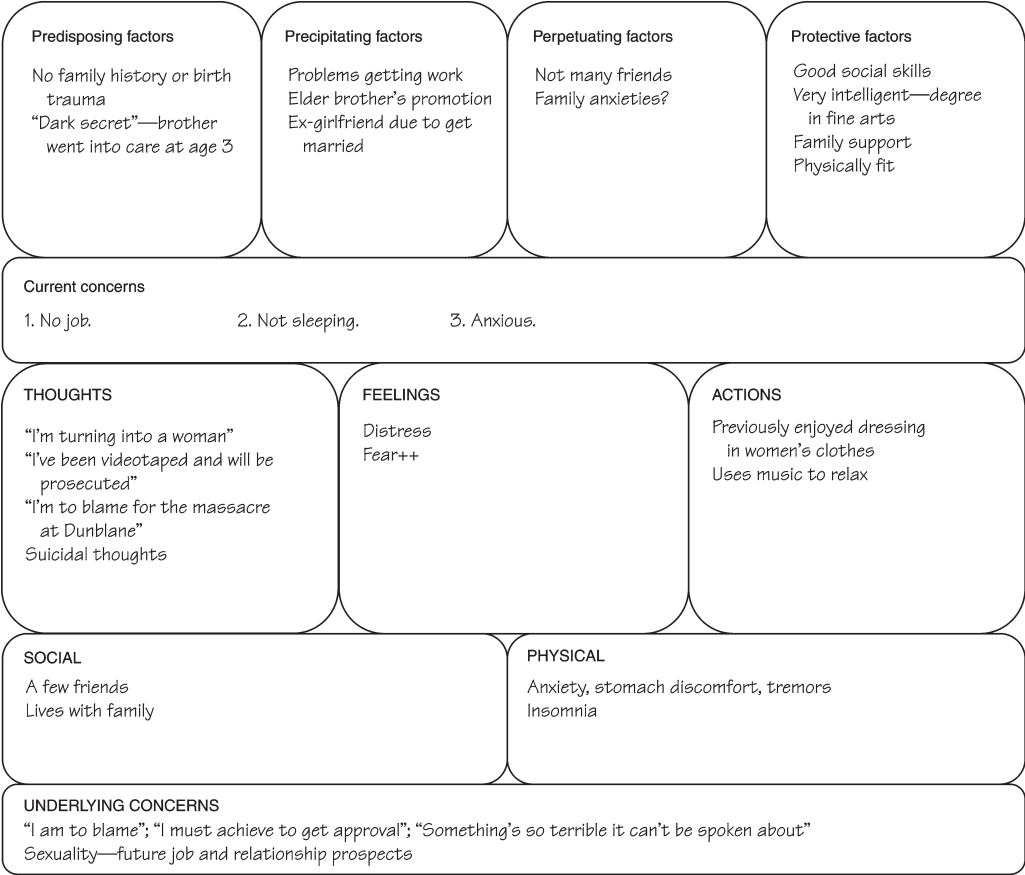 Predisposing factors
No family history or birth
trauma
“Dark secret”—brother
went into care at age 3
Precipitating factors
Problems getting work
Elder brother’s promotion
Ex-girlfriend due to get
married
Perpetuating factors
Not many friends
Family anxieties?
Protective factors
Good social skills
Very intelligent—degree
in fine arts
Family support
Physically fit
Current concerns
1. No job. 2. Not sleeping. 3. Anxious.
THOUGHTS
“I’m turning into a woman”
“I’ve been videotaped and will be
prosecuted”
“I’m to blame for the massacre
at Dunblane”
Suicidal thoughts
FEELINGS
Distress
Fear++
ACTIONS
Previously enjoyed dressing
in women’s clothes
Uses music to relax
SOCIAL
A few friends
Lives with family
PHYSICAL
Anxiety, stomach discomfort, tremors
Insomnia
UNDERLYING CONCERNS
“I am to blame”; “I must achieve to get approval”; “Something’s so terrible it can’t be spoken about”
Sexuality—future job and relationship prospects